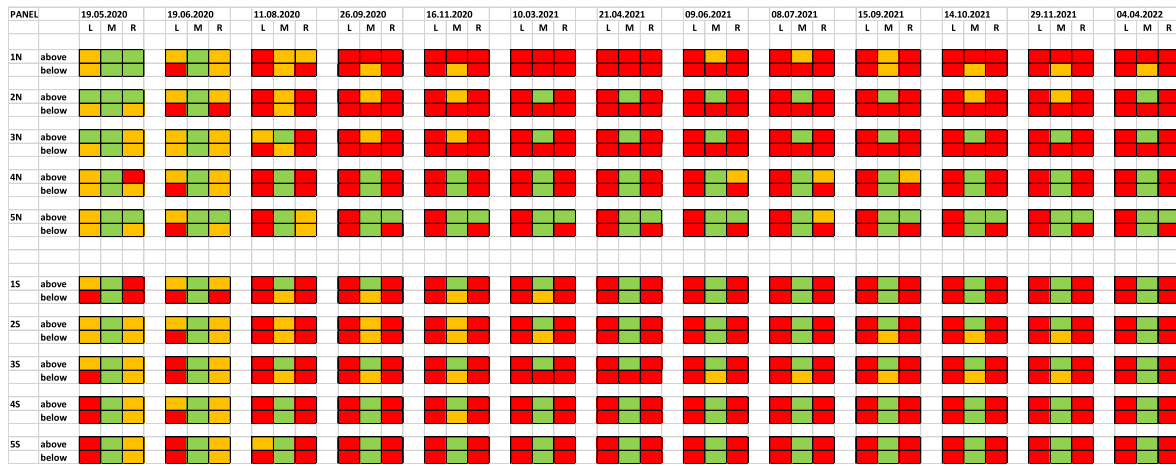 PANEL 19.05.2020 19.06.2020 11.08.2020 26.09.2020 16.11.2020 10.03.2021 21.04.2021 09.06.2021 08.07.2021 15.09.2021 14.10.2021 29.11.2021 04.04.2022
L M R L M R L M R L M R L M R L M R L M R L M R L M R L M R L M R L M R L M R
1N above
below
2N above
below
3N above
below
4N above
below
5N above
below
1S above
below
2S above
below
3S above
below
4S above
below
5S above
below